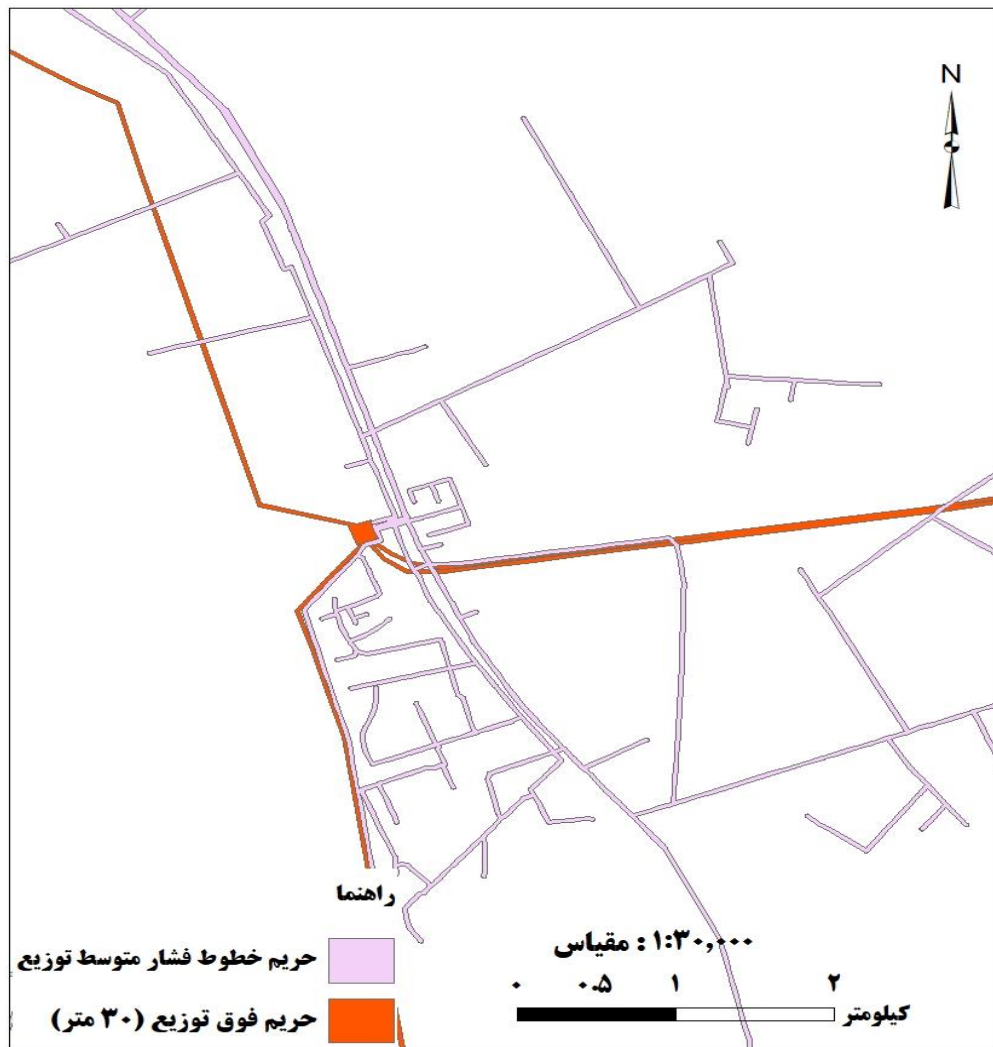 N
راهنما
حریم خطوط فشار متوسط توزیع
حریم فوق توزیع (۳۰ متر)
مقیاس : ۱:۳۰,۰۰۰
۰ ۰.۵ ۱ ۲
کیلومتر